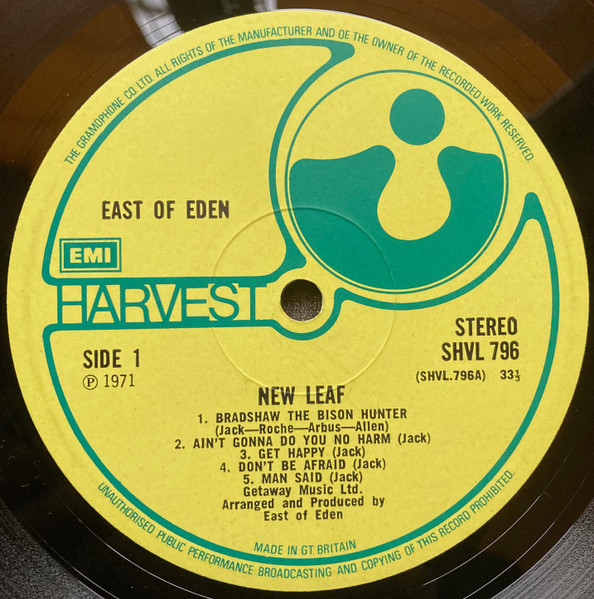 THE GRAMOPHONE CO. LTD. ALL RIGHTS OF THE MANUFACTURER AND OF THE OWNER OF THE RECORDED WORK RESERVED.
EAST OF EDEN
EMI
HARVEST
SIDE 1
℗ 1971
STEREO
SHVL 796
(SHVL.796A) 33⅓
NEW LEAF
1. BRADSHAW THE BISON HUNTER
(Jack—Roche—Arbus—Allen)
2. AIN'T GONNA DO YOU NO HARM (Jack)
3. GET HAPPY (Jack)
4. DON'T BE AFRAID (Jack)
5. MAN SAID (Jack)
Getaway Music Ltd.
Arranged and Produced by
East of Eden
MADE IN GT. BRITAIN
UNAUTHORISED PUBLIC PERFORMANCE BROADCASTING AND COPYING OF THIS RECORD PROHIBITED.